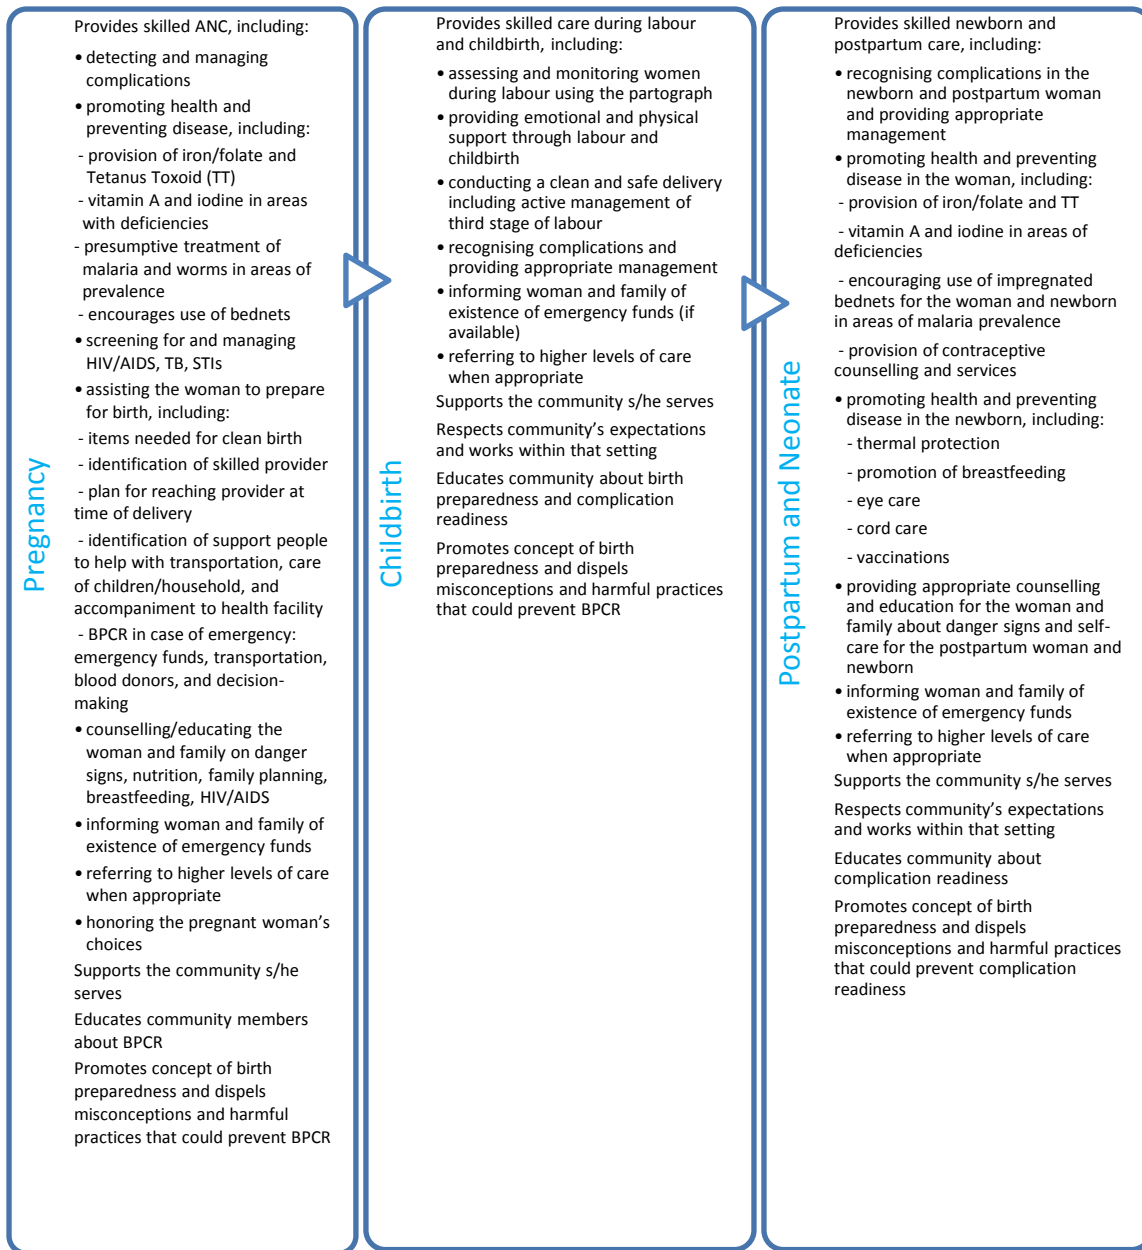 Pregnancy
Provides skilled ANC, including:
• detecting and managing
complications
• promoting health and
preventing disease, including:
- provision of iron/folate and
Tetanus Toxoid (TT)
- vitamin A and iodine in areas
with deficiencies
- presumptive treatment of
malaria and worms in areas of
prevalence
- encourages use of bednets
• screening for and managing
HIV/AIDS, TB, STIs
• assisting the woman to prepare
for birth, including:
- items needed for clean birth
- identification of skilled provider
- plan for reaching provider at
time of delivery
- identification of support people
to help with transportation, care
of children/household, and
accompaniment to health facility
- BPCR in case of emergency:
emergency funds, transportation,
blood donors, and decision-
making
• counselling/educating the
woman and family on danger
signs, nutrition, family planning,
breastfeeding, HIV/AIDS
• informing woman and family of
existence of emergency funds
• referring to higher levels of care
when appropriate
• honoring the pregnant woman's
choices
Supports the community s/he
serves
Educates community members
about BPCR
Promotes concept of birth
preparedness and dispels
misconceptions and harmful
practices that could prevent BPCR
Childbirth
Provides skilled care during labour
and childbirth, including:
• assessing and monitoring women
during labour using the partograph
• providing emotional and physical
support through labour and
childbirth
• conducting a clean and safe delivery
including active management of
third stage of labour
• recognising complications and
providing appropriate management
• informing woman and family of
existence of emergency funds (if
available)
• referring to higher levels of care
when appropriate
Supports the community s/he serves
Respects community's expectations
and works within that setting
Educates community about birth
preparedness and complication
readiness
Promotes concept of birth
preparedness and dispels
misconceptions and harmful practices
that could prevent BPCR
Postpartum and Neonate
Provides skilled newborn and
postpartum care, including:
• recognising complications in the
newborn and postpartum woman
and providing appropriate
management
• promoting health and preventing
disease in the woman, including:
- provision of iron/folate and TT
- vitamin A and iodine in areas of
deficiencies
- encouraging use of impregnated
bednets for the woman and newborn
in areas of malaria prevalence
- provision of contraceptive
counselling and services
• promoting health and preventing
disease in the newborn, including:
- thermal protection
- promotion of breastfeeding
- eye care
- cord care
- vaccinations
• providing appropriate counselling
and education for the woman and
family about danger signs and self-
care for the postpartum woman and
newborn
• informing woman and family of
existence of emergency funds
• referring to higher levels of care
when appropriate
Supports the community s/he serves
Respects community's expectations
and works within that setting
Educates community about
complication readiness
Promotes concept of birth
preparedness and dispels
misconceptions and harmful practices
that could prevent complication
readiness